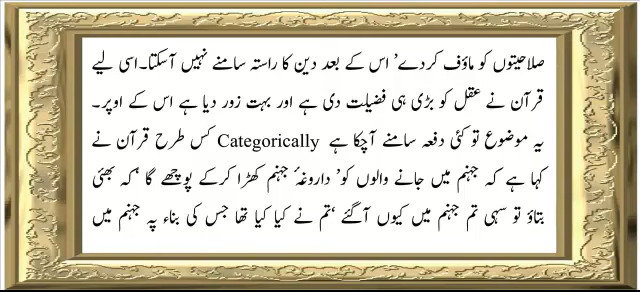 صلاحیتوں کو ماؤف کردے’ اس کے بعد دین کا راستہ سامنے نہیں آسکتا۔اسی لیے
قرآن نے عقل کو بڑی ہی فضیلت دی ہے اور بہت زور دیا ہے اس کے اوپر۔
یہ موضوع تو کئی دفعہ سامنے آچکا ہے Categorically کس طرح قرآن نے
کہا ہے کہ جہنم میں جانے والوں کو’ داروغۂ جہنم کھڑا کرکے پوچھے گا ‘کہ بھئی
بتاؤ تو سہی تم جہنم میں کیوں آگئے ‘تم نے کیا کیا تھا جس کی بناء پہ جہنم میں